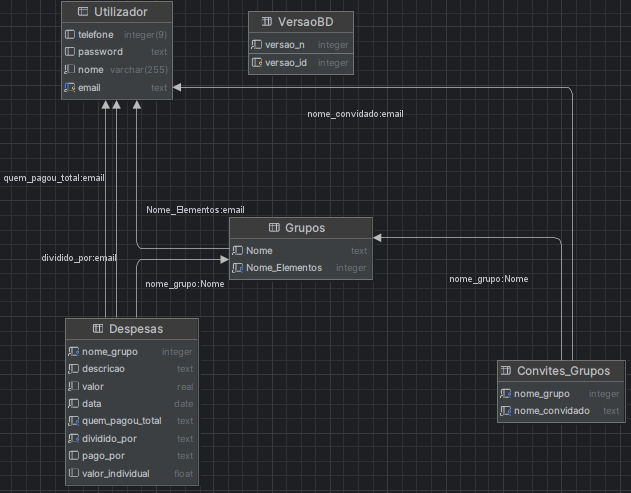 Utilizador
telefone integer(9)
password text
nome varchar(255)
email text
VersaoBD
versao_n integer
versao_id integer
nome_convidado:email
quem_pagou_total:email
Nome_Elementos:email
Grupos
Nome text
Nome_Elementos integer
dividido_por:email
nome_grupo:Nome
nome_grupo:Nome
Despesas
nome_grupo integer
descricao text
valor real
data date
quem_pagou_total text
dividido_por text
pago_por text
valor_individual float
Convites_Grupos
nome_grupo integer
nome_convidado text